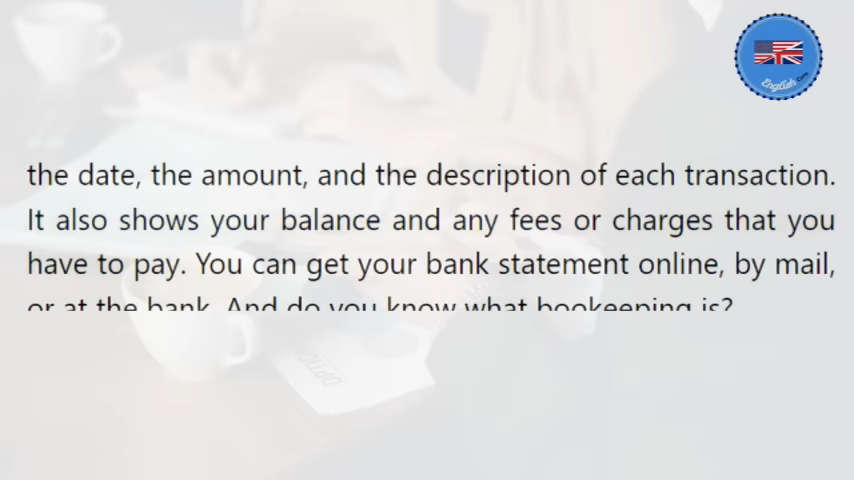 the date, the amount, and the description of each transaction.
It also shows your balance and any fees or charges that you
have to pay. You can get your bank statement online, by mail,
or at the bank. And do you know what bookeeping is?
English